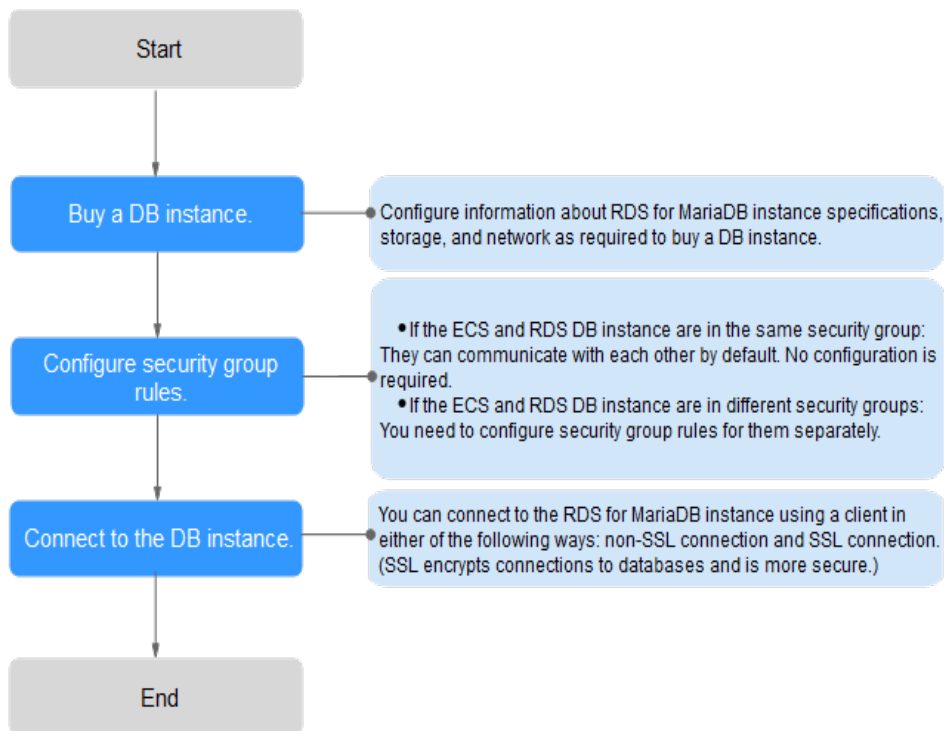 Start
Buy a DB instance.
Configure information about RDS for MariaDB instance specifications,
storage, and network as required to buy a DB instance.
Configure security group
rules.
•If the ECS and RDS DB instance are in the same security group:
They can communicate with each other by default. No configuration is
required.
•If the ECS and RDS DB instance are in different security groups:
You need to configure security group rules for them separately.
Connect to the DB instance.
You can connect to the RDS for MariaDB instance using a client in
either of the following ways: non-SSL connection and SSL connection.
(SSL encrypts connections to databases and is more secure.)
End